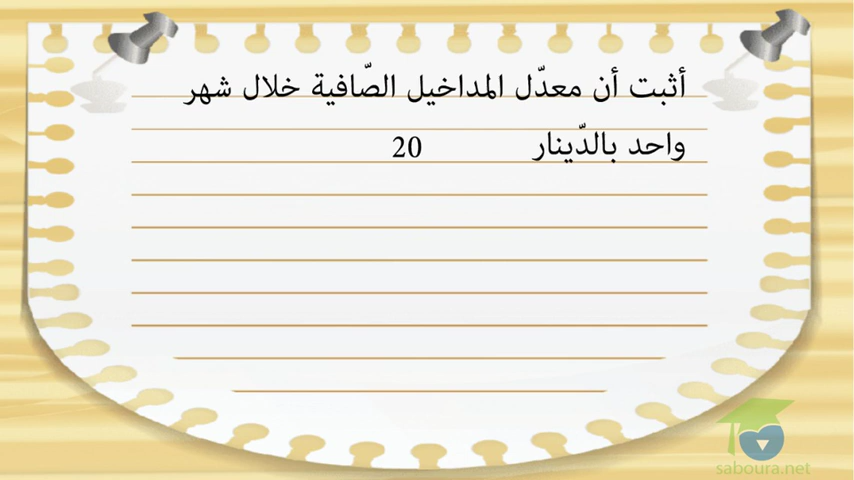 أثبت أن معدّل المداخيل الصّافية خلال شهر
واحد بالدّينار 20
saboura.net